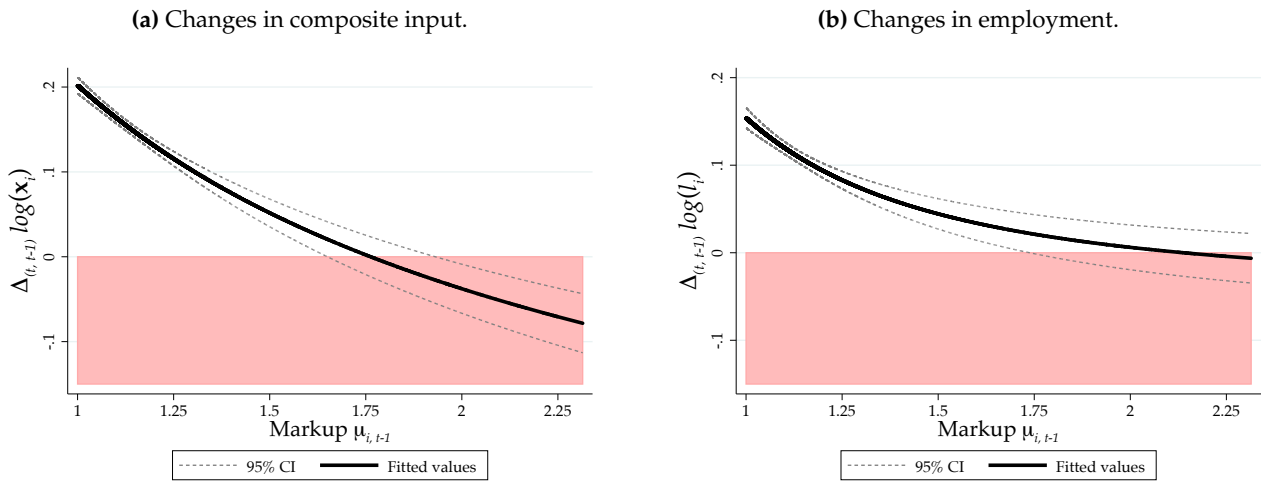 (a) Changes in composite input.
.2
.1
0
-.1
Δ(t, t-1) log(xi)
1 1.25 1.5 1.75 2 2.25
Markup μi, t-1
95% CI Fitted values
(b) Changes in employment.
.2
.1
0
-.1
Δ(t, t-1) log(li)
1 1.25 1.5 1.75 2 2.25
Markup μi, t-1
95% CI Fitted values